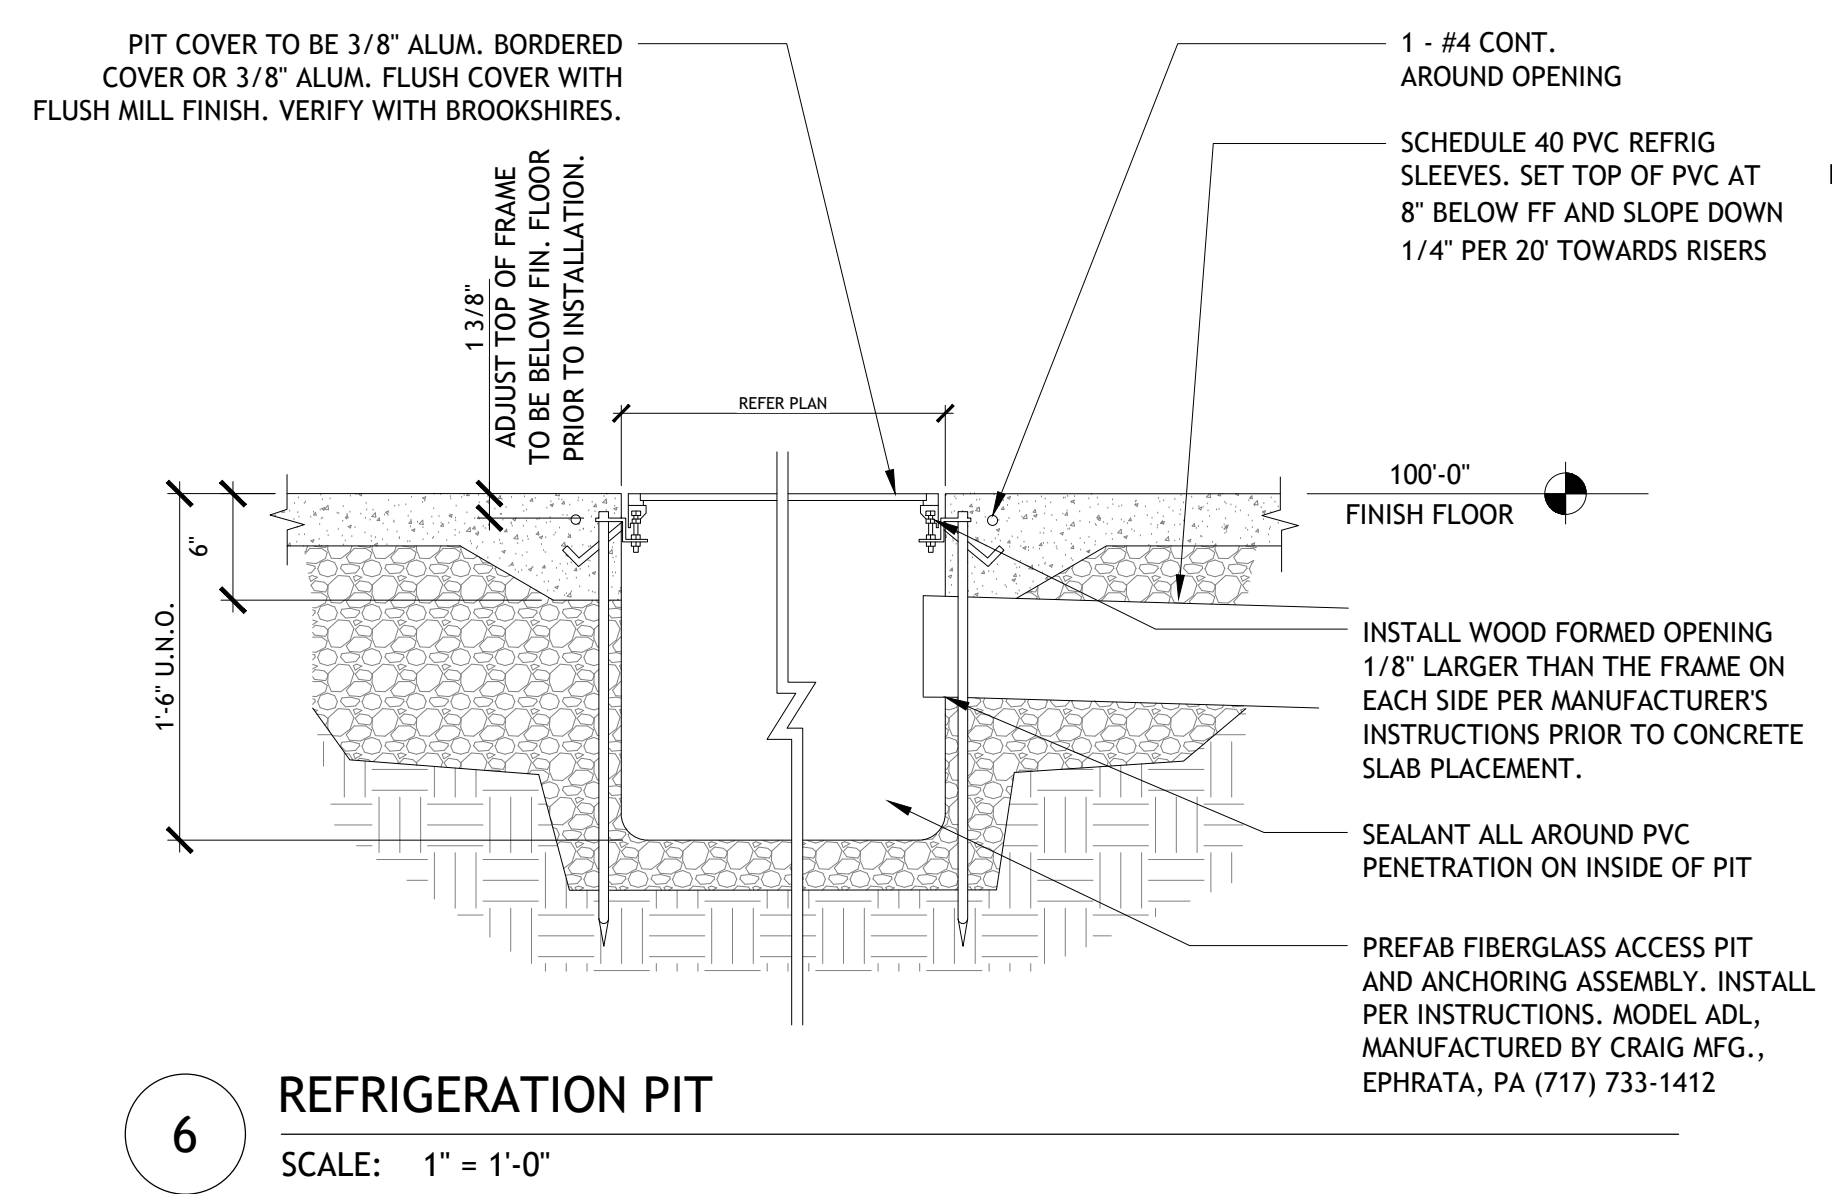 PIT COVER TO BE 3/8" ALUM. BORDERED
COVER OR 3/8" ALUM. FLUSH COVER WITH
FLUSH MILL FINISH. VERIFY WITH BROOKSHIRES.
1 - #4 CONT.
AROUND OPENING
SCHEDULE 40 PVC REFRIG
SLEEVES. SET TOP OF PVC AT
8" BELOW FF AND SLOPE DOWN
1/4" PER 20' TOWARDS RISERS
1 3/8"
ADJUST TOP OF FRAME
TO BE BELOW FIN. FLOOR
PRIOR TO INSTALLATION.
REFER PLAN
100'-0"
FINISH FLOOR
6"
1'-6" U.N.O.
INSTALL WOOD FORMED OPENING
1/8" LARGER THAN THE FRAME ON
EACH SIDE PER MANUFACTURER'S
INSTRUCTIONS PRIOR TO CONCRETE
SLAB PLACEMENT.
SEALANT ALL AROUND PVC
PENETRATION ON INSIDE OF PIT
PREFAB FIBERGLASS ACCESS PIT
AND ANCHORING ASSEMBLY. INSTALL
PER INSTRUCTIONS. MODEL ADL,
MANUFACTURED BY CRAIG MFG.,
EPHRATA, PA (717) 733-1412
6
REFRIGERATION PIT
SCALE: 1" = 1'-0"